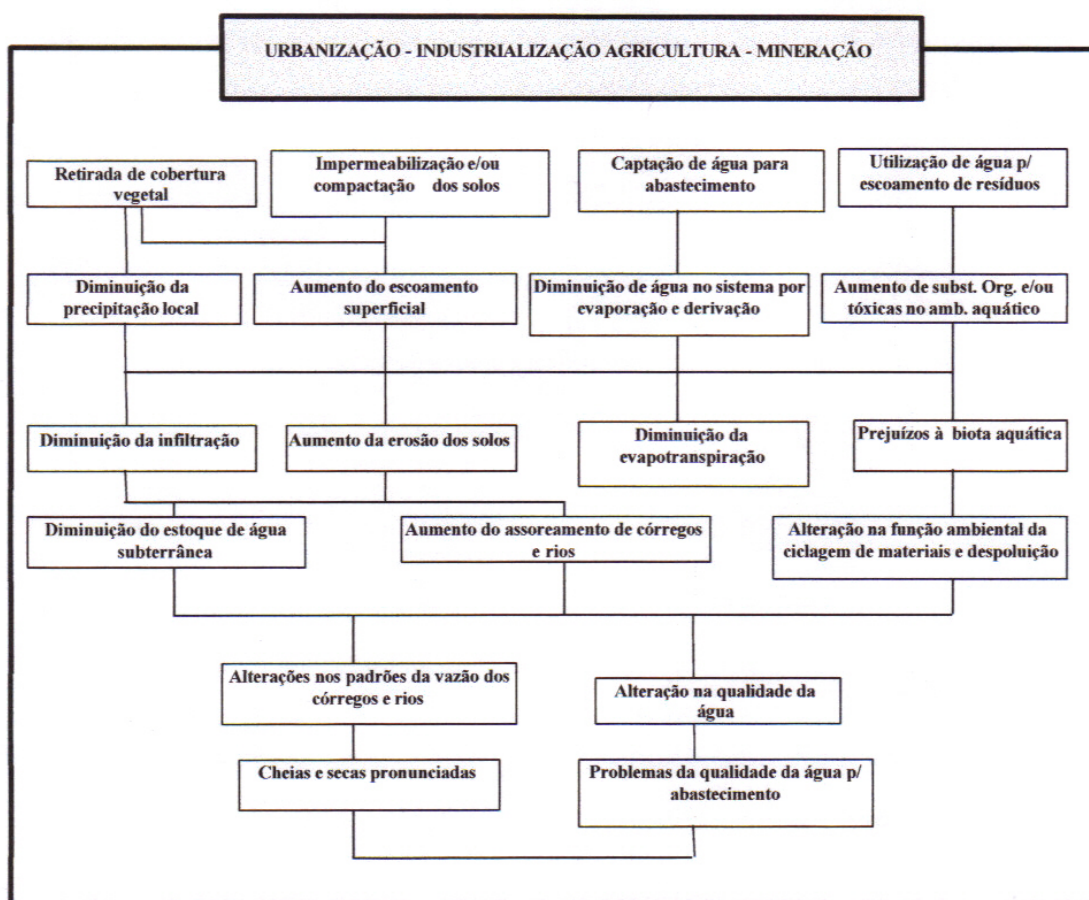 URBANIZAÇÃO - INDUSTRIALIZAÇÃO AGRICULTURA - MINERAÇÃO
Retirada de cobertura
vegetal
Impermeabilização e/ou
compactação dos solos
Captação de água para
abastecimento
Utilização de água p/
escoamento de resíduos
Diminuição da
precipitação local
Aumento do escoamento
superficial
Diminuição de água no sistema por
evaporação e derivação
Aumento de subst. Org. e/ou
tóxicas no amb. aquático
Diminuição da infiltração
Aumento da erosão dos solos
Diminuição da
evapotranspiração
Prejuízos à biota aquática
Diminuição do estoque de água
subterrânea
Aumento do assoreamento de córregos
e rios
Alteração na função ambiental da
ciclagem de materiais e despoluição
Alterações nos padrões da vazão dos
córregos e rios
Alteração na qualidade da
água
Cheias e secas pronunciadas
Problemas da qualidade da água p/
abastecimento